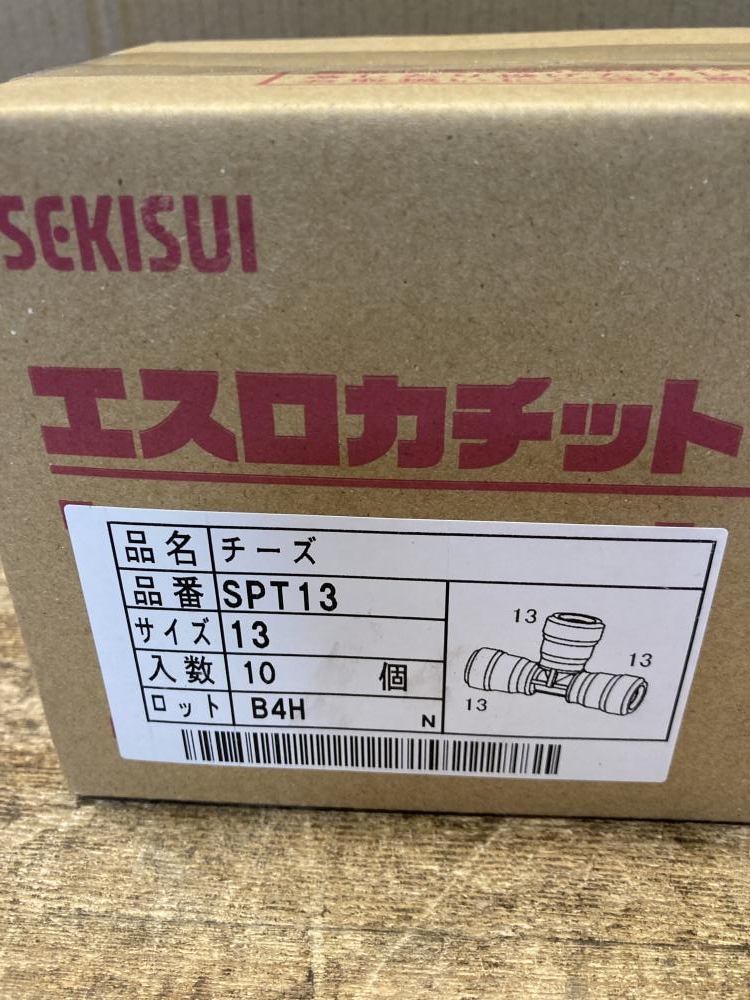 SEKISUI
エスロカチット
品名 チーズ
品番 SPT13
サイズ 13
入数 10 個
ロット B4H N
13
13
13